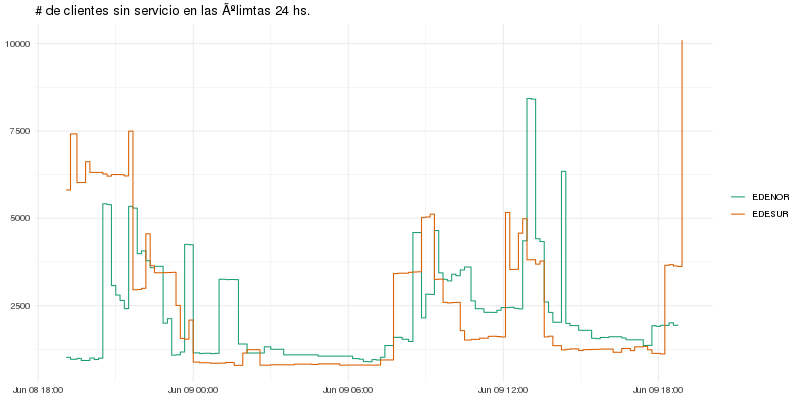 # de clientes sin servicio en las Ãºlimtas 24 hs.
10000
7500
5000
2500
EDENOR
EDESUR
Jun 08 18:00
Jun 09 00:00
Jun 09 06:00
Jun 09 12:00
Jun 09 18:00